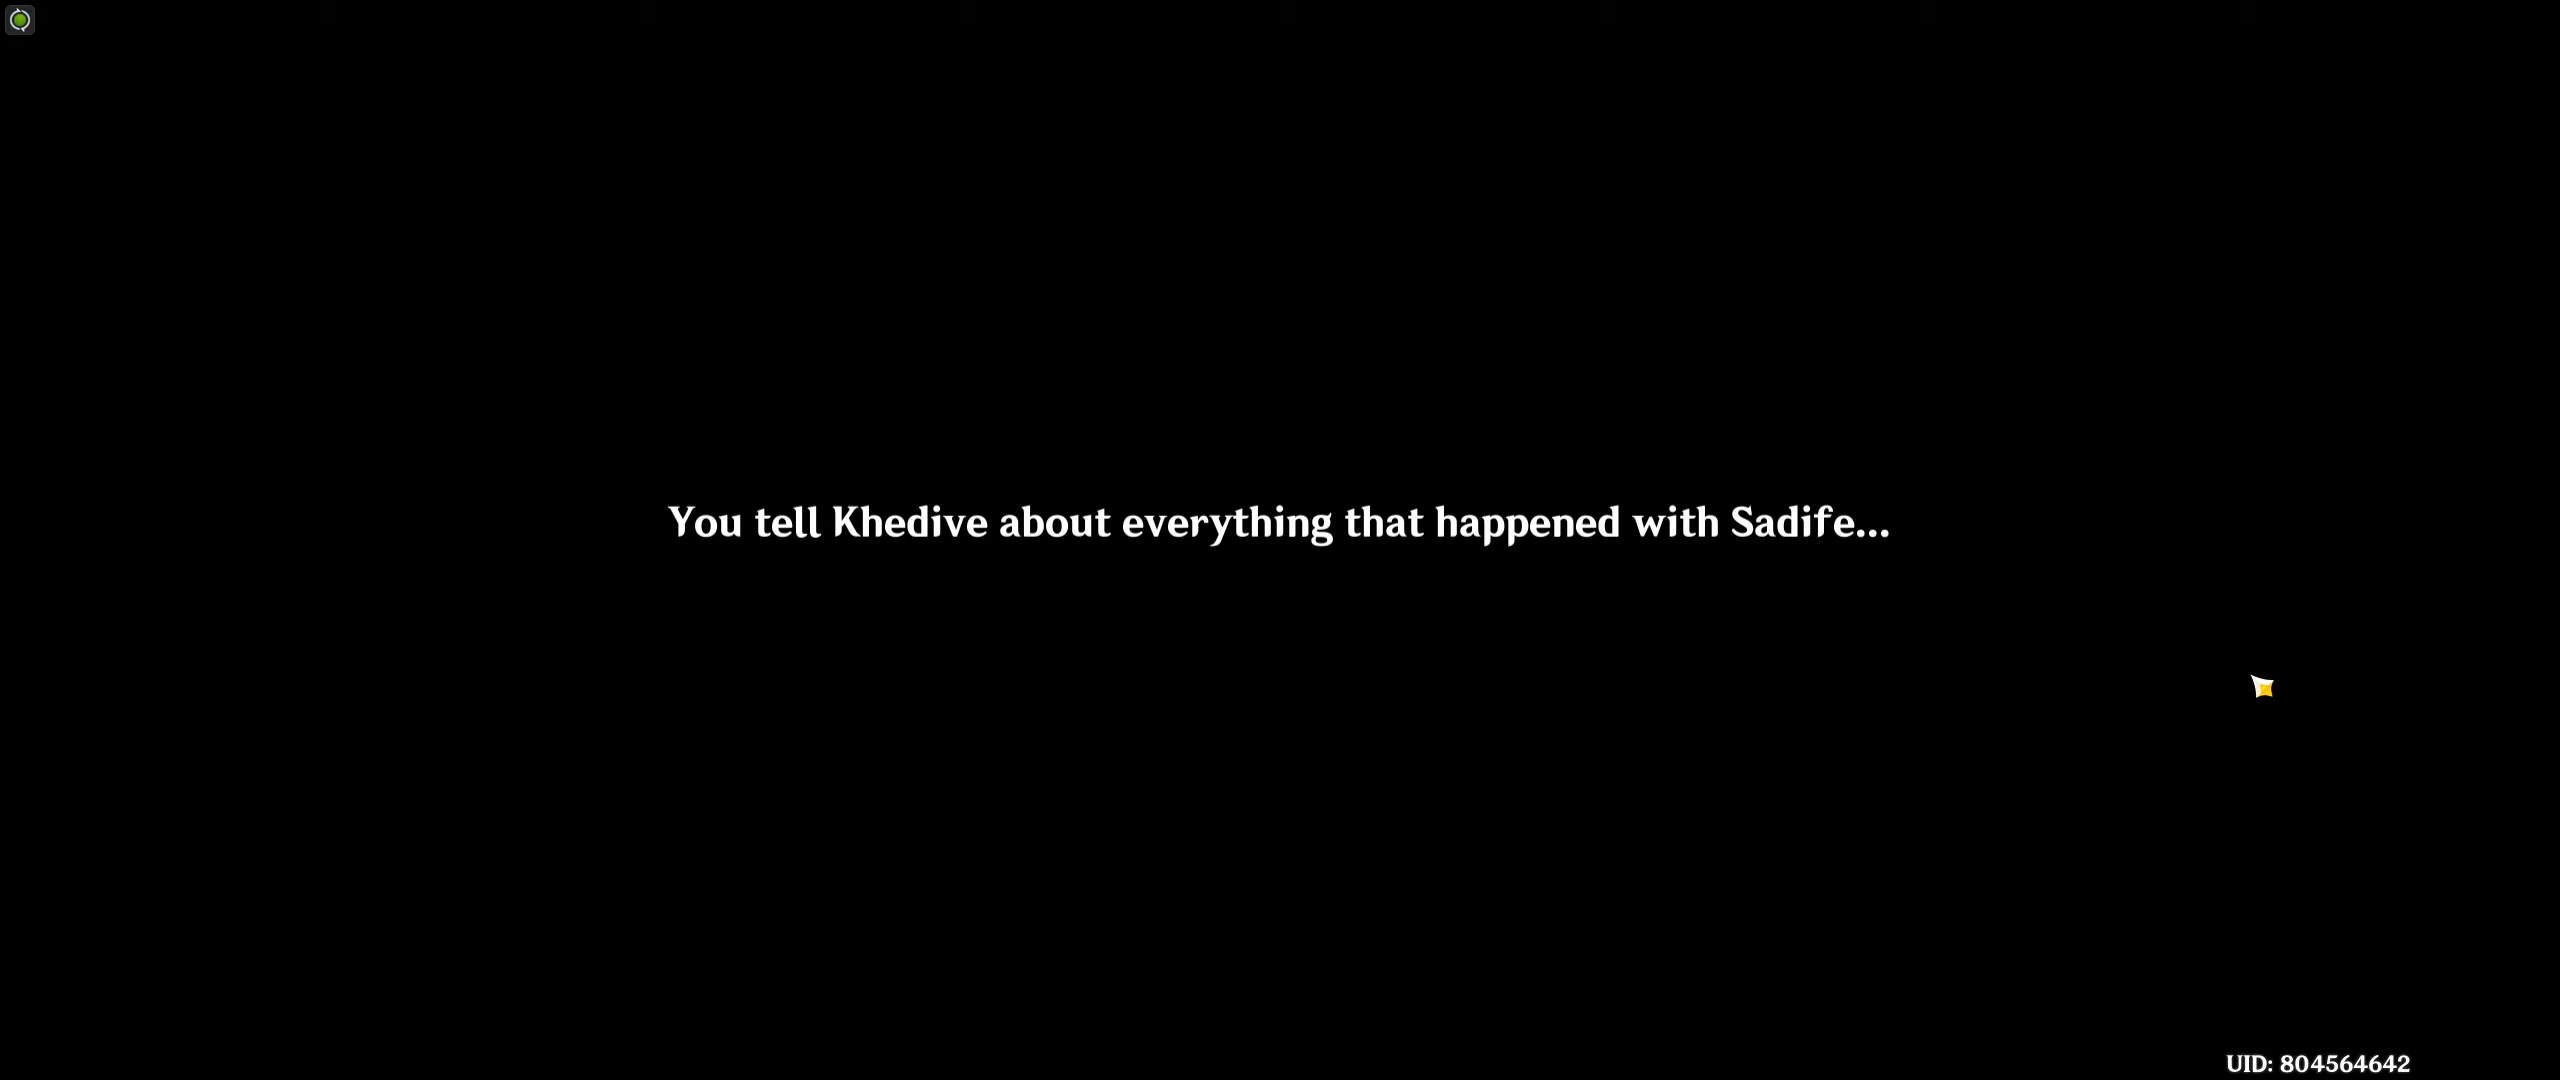 You tell Khedive about everything that happened with Sadife...
UID: 804564642